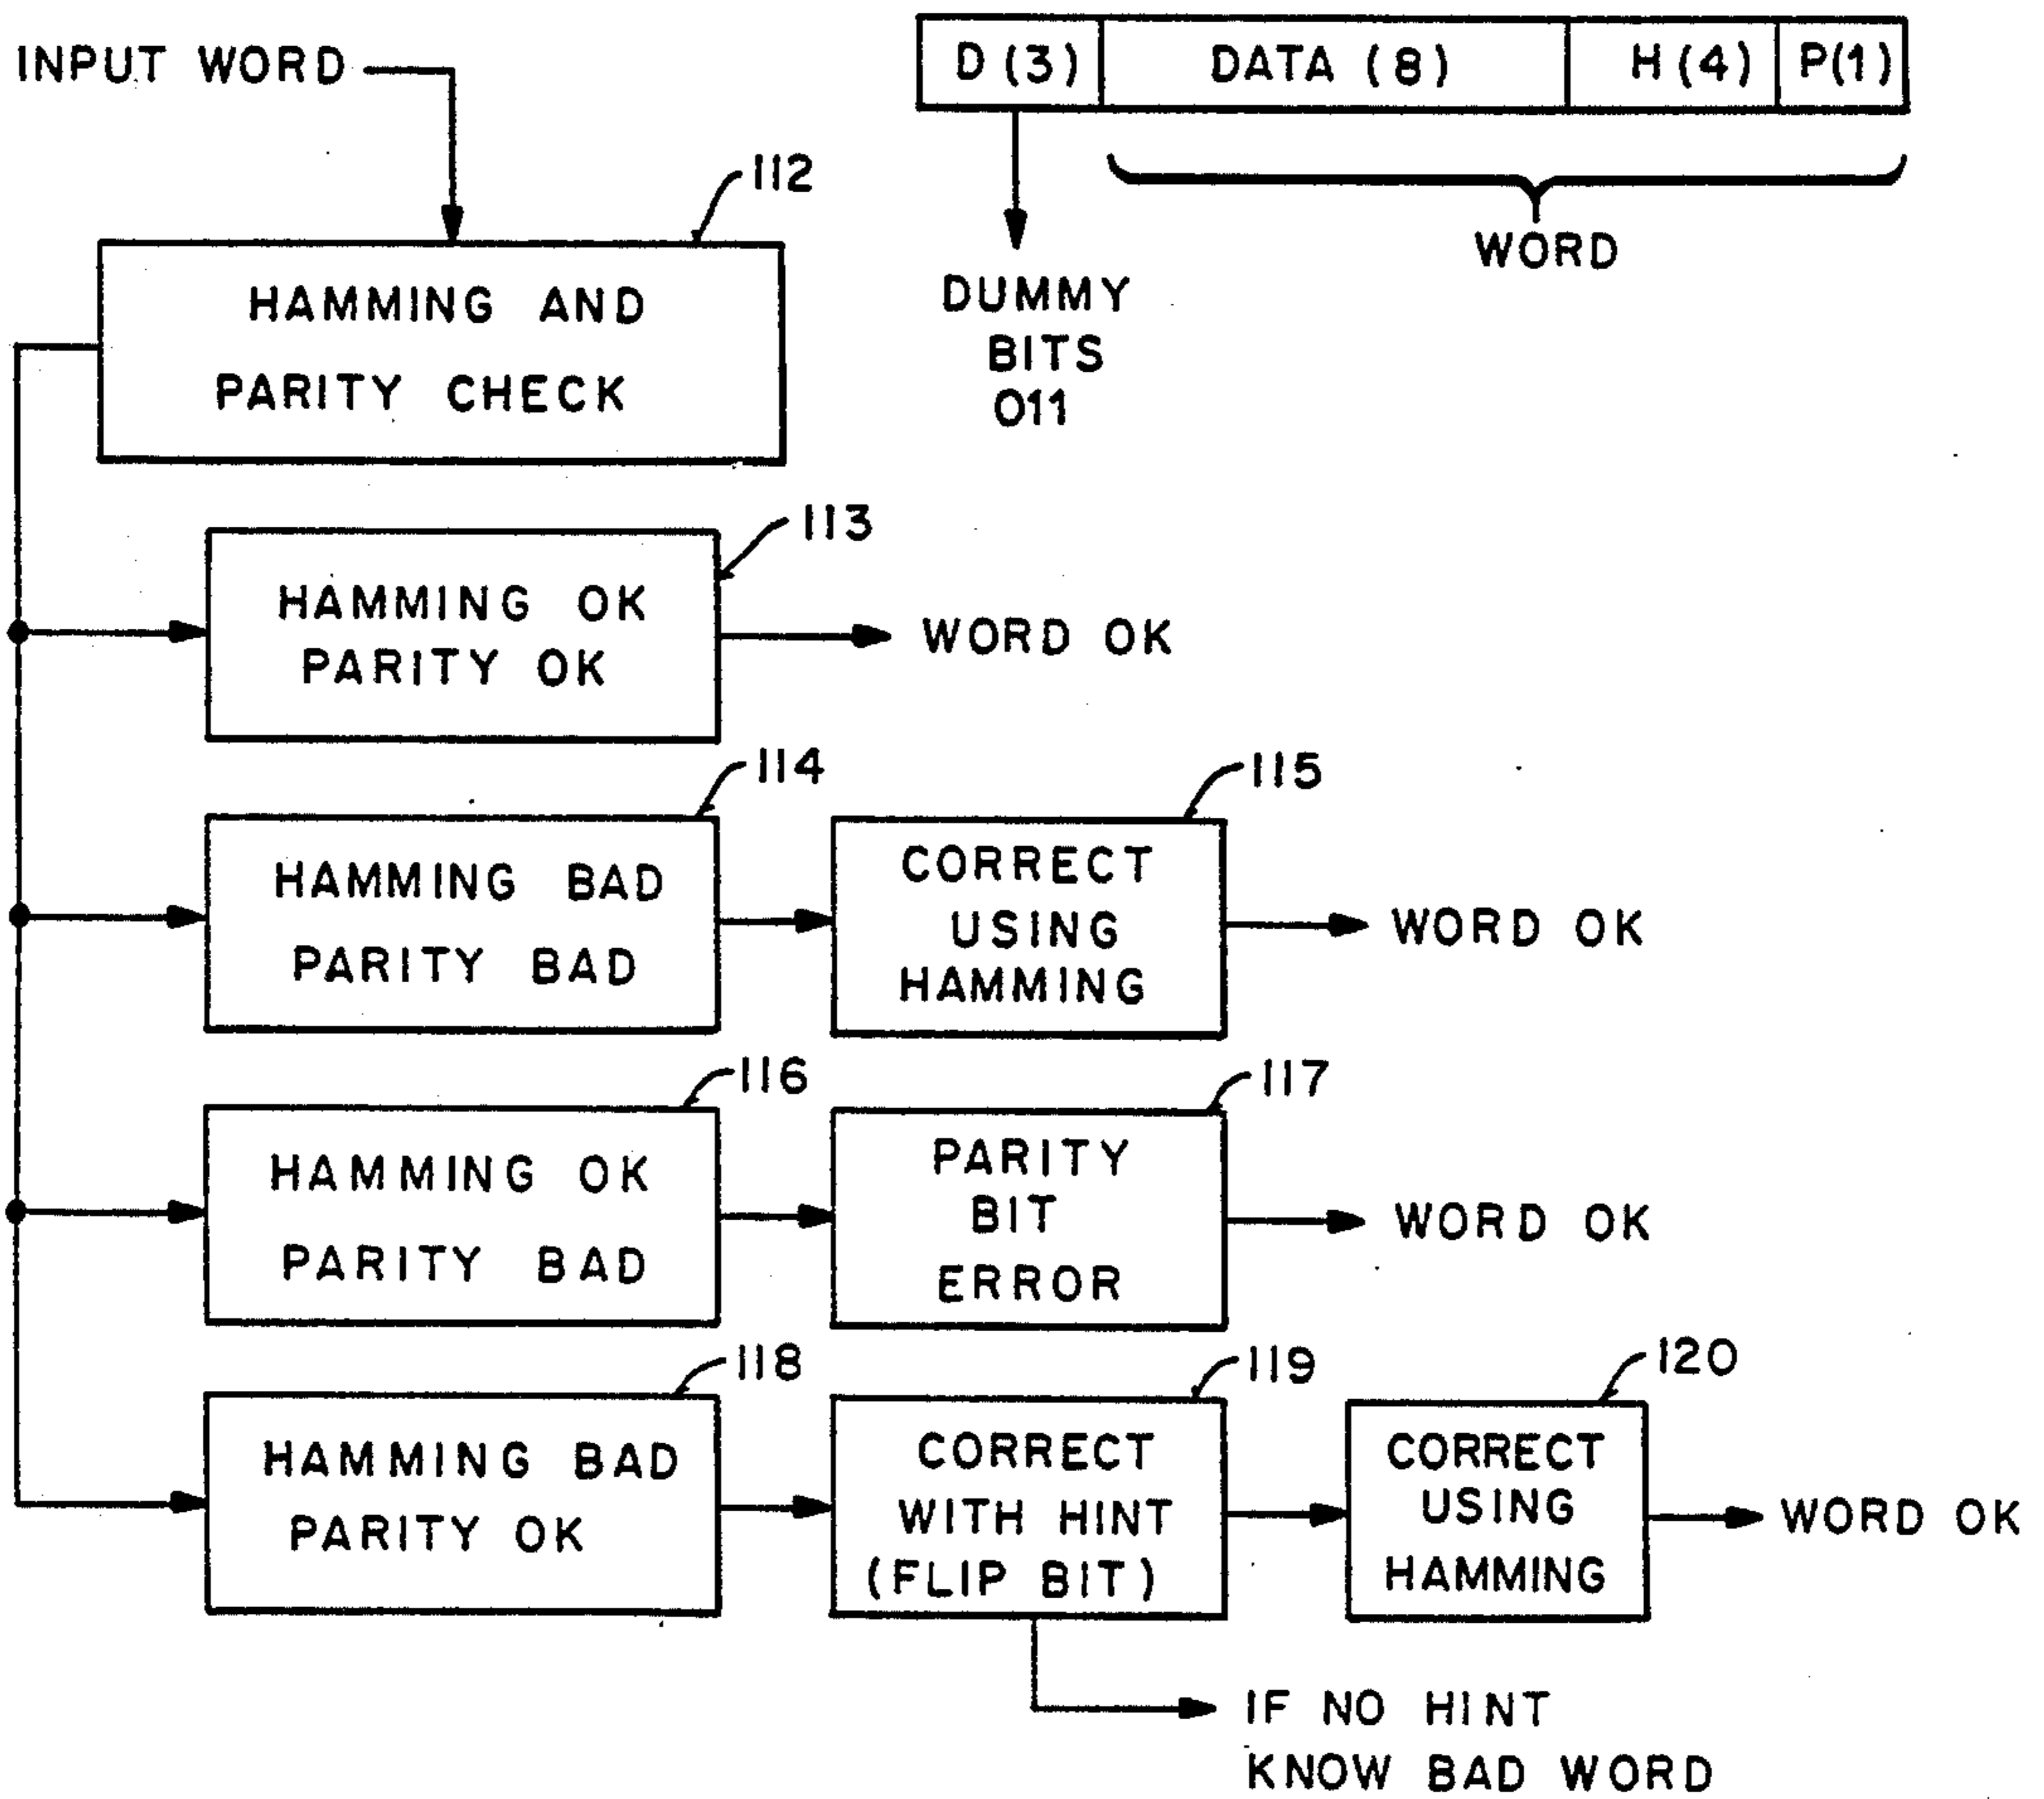 INPUT WORD
D (3) DATA (8) H (4) P(1)
WORD
DUMMY
BITS
011
112
HAMMING AND
PARITY CHECK
113
HAMMING OK
PARITY OK
WORD OK
114
HAMMING BAD
PARITY BAD
115
CORRECT
USING
HAMMING
WORD OK
116
HAMMING OK
PARITY BAD
117
PARITY
BIT
ERROR
WORD OK
118
HAMMING BAD
PARITY OK
119
CORRECT
WITH HINT
(FLIP BIT)
120
CORRECT
USING
HAMMING
WORD OK
IF NO HINT
KNOW BAD WORD